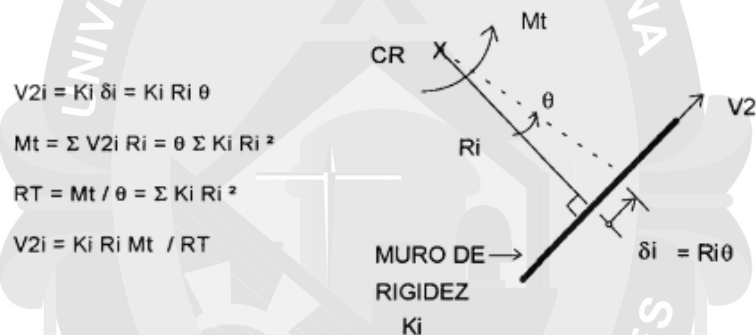 V2i = Ki δi = Ki Ri θ
Mt = Σ V2i Ri = θ Σ Ki Ri ²
RT = Mt / θ = Σ Ki Ri ²
V2i = Ki Ri Mt / RT
Mt
CR X
θ
V2
Ri
δi = Riθ
MURO DE
RIGIDEZ
Ki